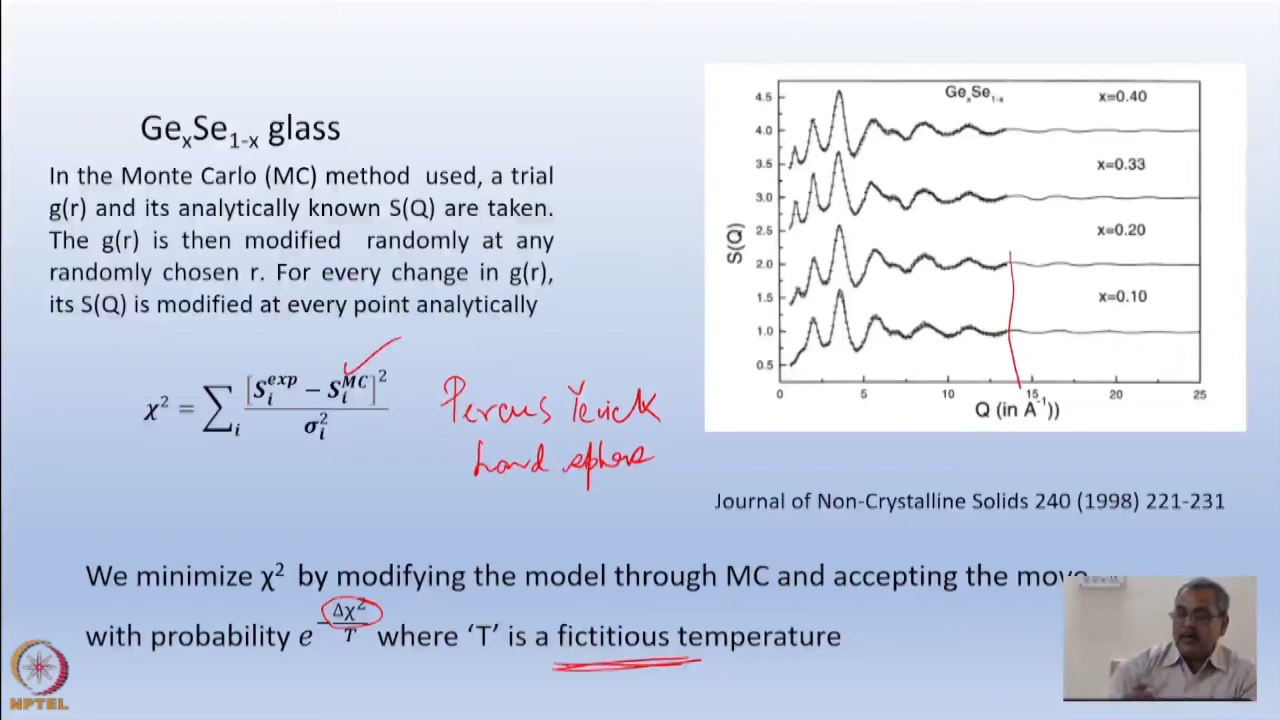 GeₓSe₁₋ₓ glass
In the Monte Carlo (MC) method used, a trial
g(r) and its analytically known S(Q) are taken.
The g(r) is then modified randomly at any
randomly chosen r. For every change in g(r),
its S(Q) is modified at every point analytically
χ² = ∑ᵢ [Sᵢᵉˣᵖ − Sᵢᴹᶜ]² / σᵢ²
Percus Yevick
hard sphere
GeₓSe₁₋ₓ
x=0.40
x=0.33
x=0.20
x=0.10
S(Q)
4.5
4.0
3.5
3.0
2.5
2.0
1.5
1.0
0.5
0 5 10 15 20 25
Q (in A⁻¹))
Journal of Non-Crystalline Solids 240 (1998) 221-231
We minimize χ² by modifying the model through MC and accepting the move
with probability e^(−Δχ²/T) where ‘T’ is a fictitious temperature
NPTEL